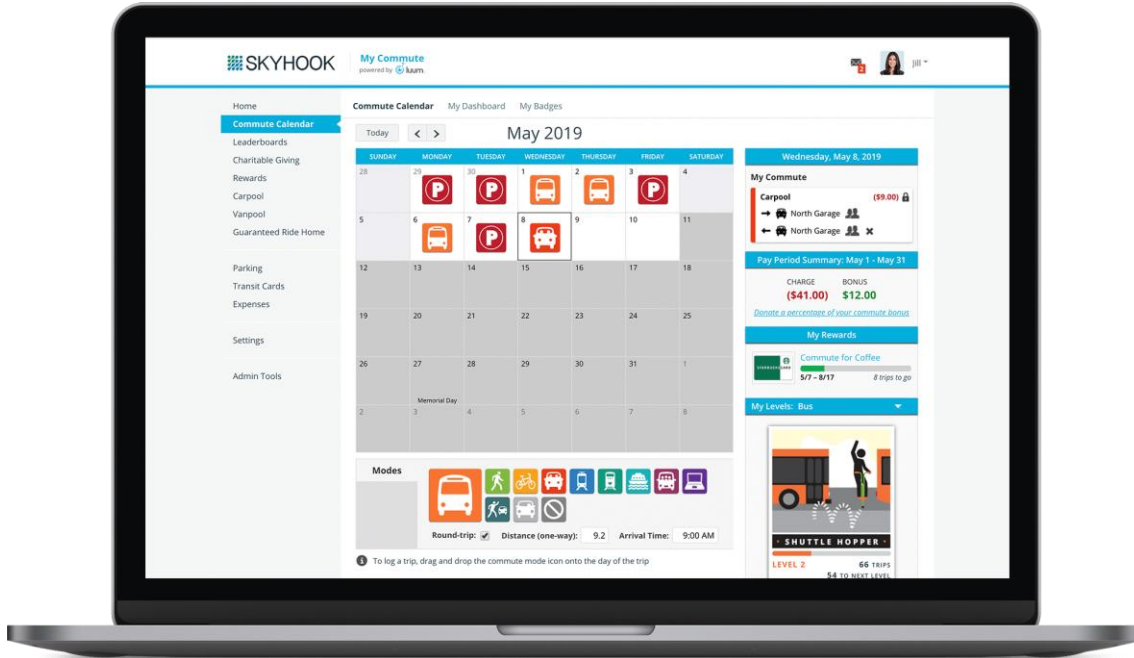 SKYHOOK
My Commute
powered by luum.
2
Jill
Home
Commute Calendar
Leaderboards
Charitable Giving
Rewards
Carpool
Vanpool
Guaranteed Ride Home
Parking
Transit Cards
Expenses
Settings
Admin Tools
Commute Calendar My Dashboard My Badges
Today < > May 2019
SUNDAY MONDAY TUESDAY WEDNESDAY THURSDAY FRIDAY SATURDAY
28 29 30 1 2 3 4
P P P
5 6 7 8 9 10 11
P
12 13 14 15 16 17 18
19 20 21 22 23 24 25
26 27 28 29 30 31 1
Memorial Day
2 3 4 5 6 7 8
Modes
Round-trip: Distance (one-way): 9.2 Arrival Time: 9:00 AM
To log a trip, drag and drop the commute mode icon onto the day of the trip
Wednesday, May 8, 2019
My Commute
Carpool ($9.00)
→ North Garage
← North Garage ×
Pay Period Summary: May 1 - May 31
CHARGE BONUS
($41.00) $12.00
Donate a percentage of your commute bonus
My Rewards
Commute for Coffee
5/7 – 8/17 8 trips to go
My Levels: Bus
• SHUTTLE HOPPER •
LEVEL 2 66 TRIPS
54 TO NEXT LEVEL